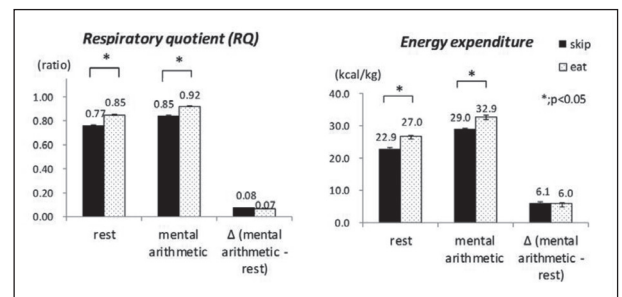 Respiratory quotient (RQ)
(ratio)
1.00
0.80
0.60
0.40
0.20
0.00
*
*
0.77
0.85
0.85
0.92
0.08
0.07
rest
mental
arithmetic
Δ (mental
arithmetic -
rest)
Energy expenditure
skip
eat
(kcal/kg)
*;p<0.05
40.0
30.0
20.0
10.0
0.0
*
*
22.9
27.0
29.0
32.9
6.1
6.0
rest
mental
arithmetic
Δ (mental
arithmetic -
rest)